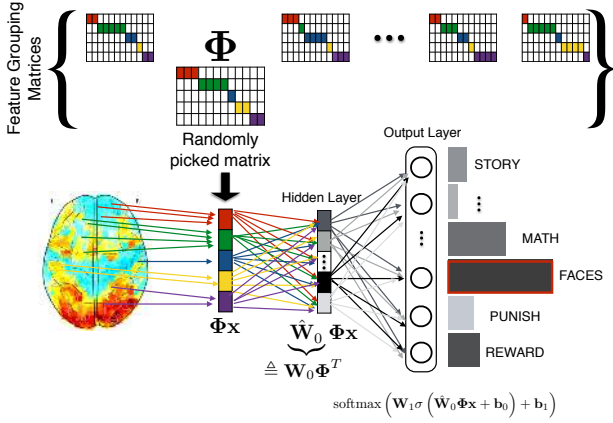 Feature Grouping
Matrices
{ • • • }
Φ
Randomly
picked matrix
Output Layer
Hidden Layer
STORY
⋮
MATH
FACES
PUNISH
REWARD
Φx
Ŵ₀ Φx
≜ W₀Φᵀ
softmax (W₁σ (Ŵ₀Φx + b₀) + b₁)